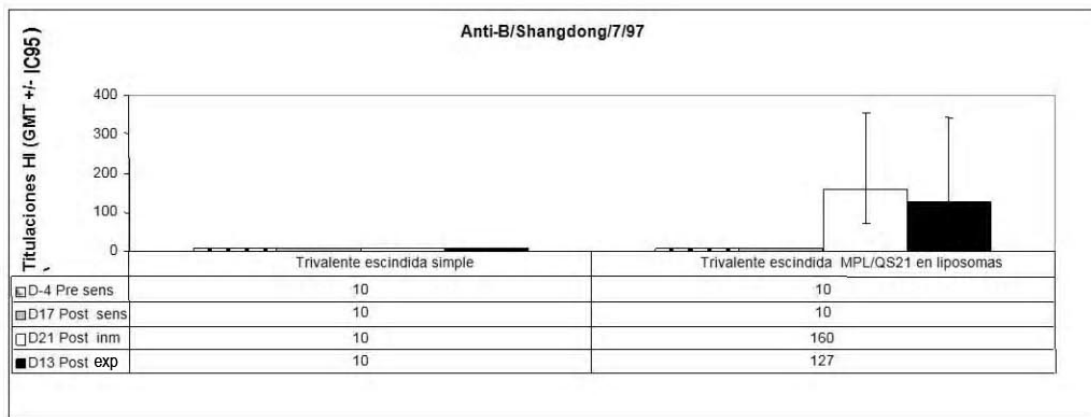 Anti-B/Shangdong/7/97
Titulaciones HI (GMT +/- IC95)
400
300
200
100
0
Trivalente escindida simple Trivalente escindida MPL/QS21 en liposomas
D-4 Pre sens 10 10
D17 Post sens 10 10
D21 Post inm 10 160
D13 Post exp 10 127